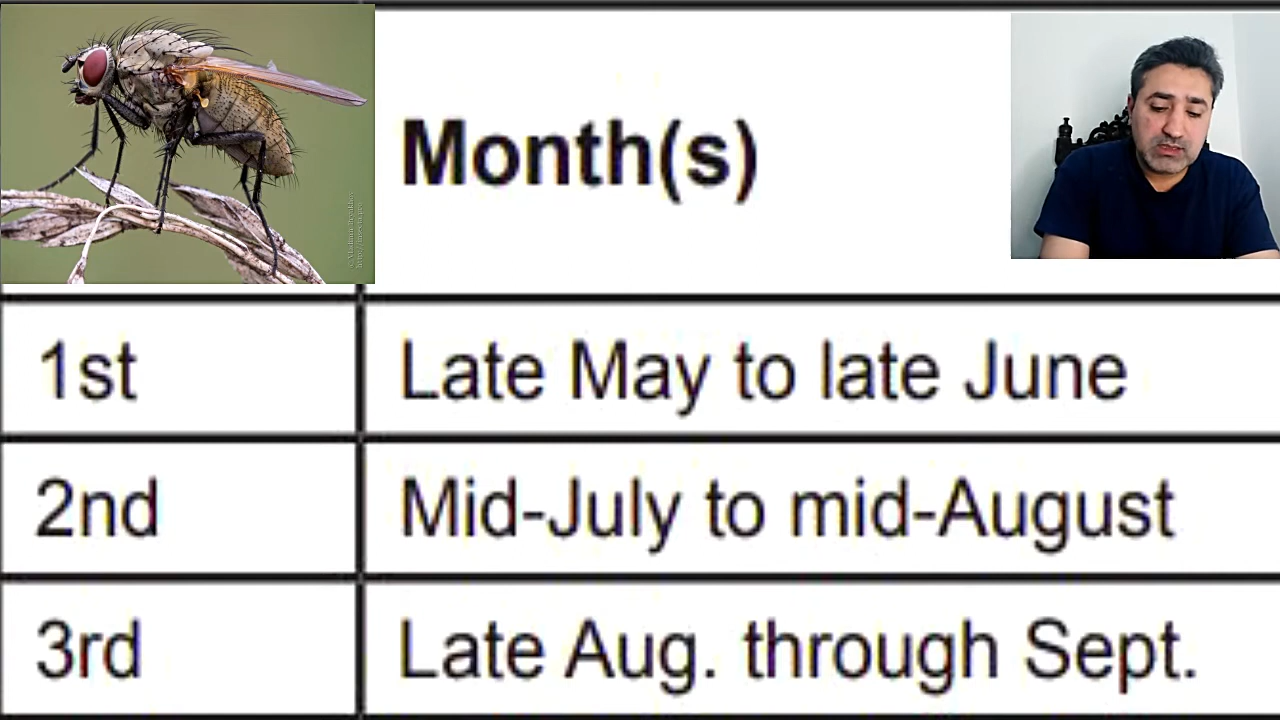 Month(s)
1st
Late May to late June
2nd
Mid-July to mid-August
3rd
Late Aug. through Sept.